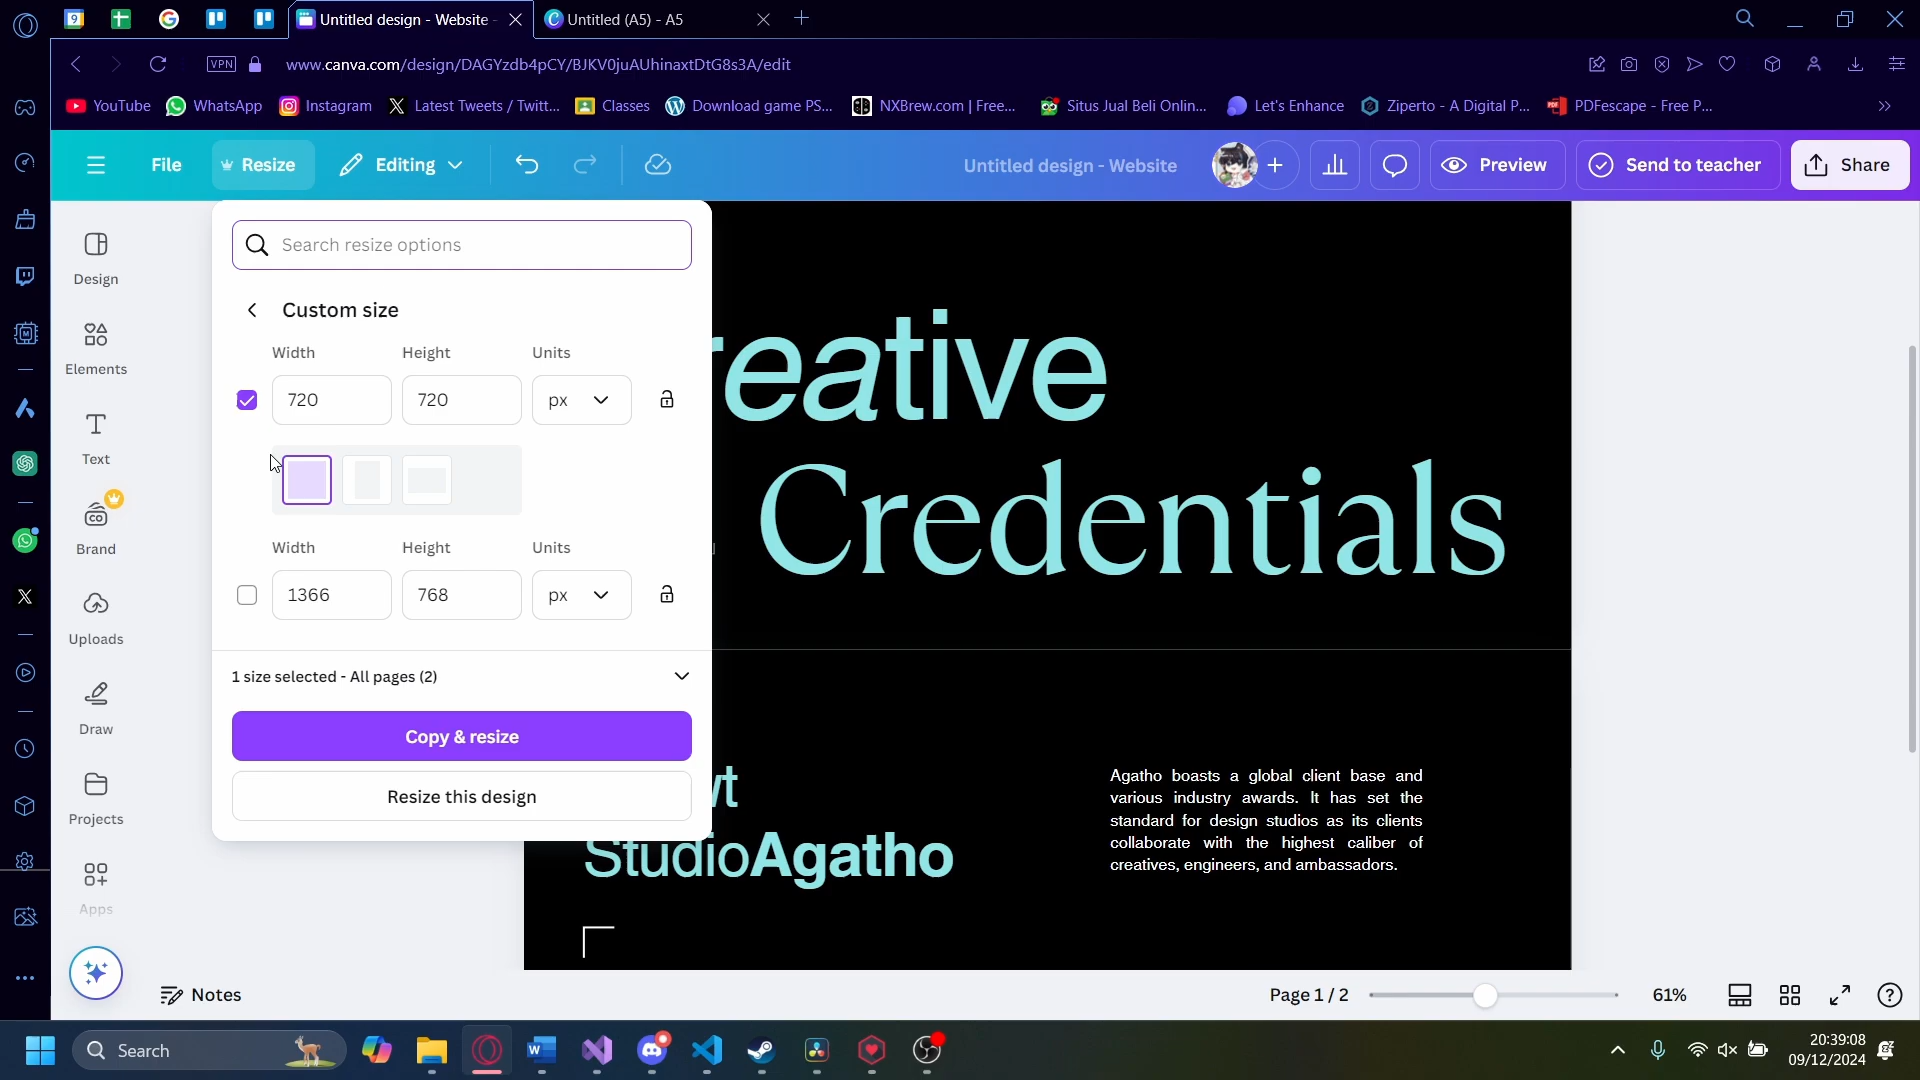 Untitled design - Website -
Untitled (A5) - A5
VPN
www.canva.com/design/DAGYzdb4pCY/BJKV0juAUhinaxtDtG8s3A/edit
YouTube
WhatsApp
Instagram
Latest Tweets / Twitt...
Classes
Download game PS...
NXBrew.com | Free...
Situs Jual Beli Onlin...
Let's Enhance
Ziperto - A Digital P...
PDFescape - Free P...
File
Resize
Editing
Untitled design - Website
Preview
Send to teacher
Share
Design
Elements
Text
Brand
Uploads
Draw
Projects
Apps
Search resize options
Custom size
Width Height Units
720 720 px
Width Height Units
1366 768 px
1 size selected - All pages (2)
Copy & resize
Resize this design
reative
Credentials
StudioAgatho
Agatho boasts a global client base and
various industry awards. It has set the
standard for design studios as its clients
collaborate with the highest caliber of
creatives, engineers, and ambassadors.
Notes
Page 1 / 2
61%
Search
20:39:08
09/12/2024